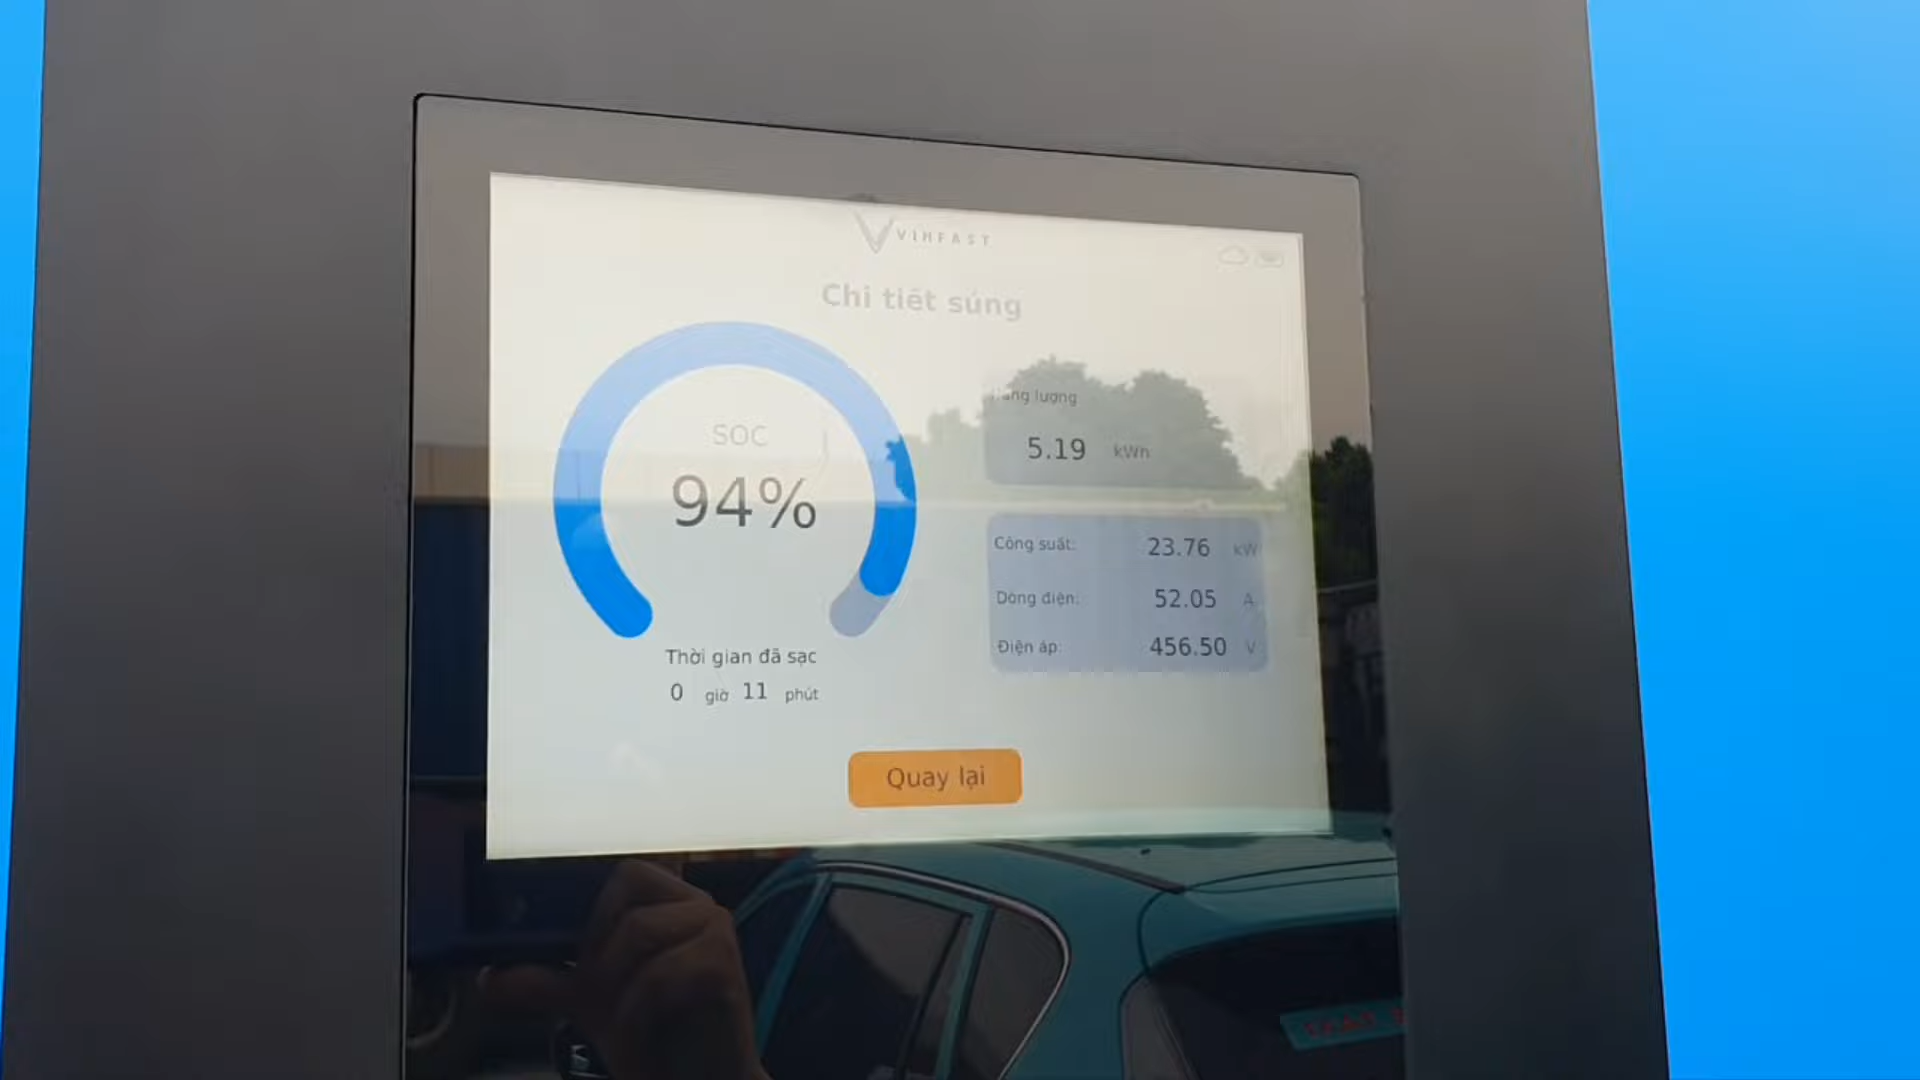 VINFAST
Chi tiết súng
SOC
94%
Thời gian đã sạc
0 giờ 11 phút
lượng
5.19 kWh
Công suất: 23.76 kW
Dòng điện: 52.05 A
Điện áp: 456.50 V
Quay lại